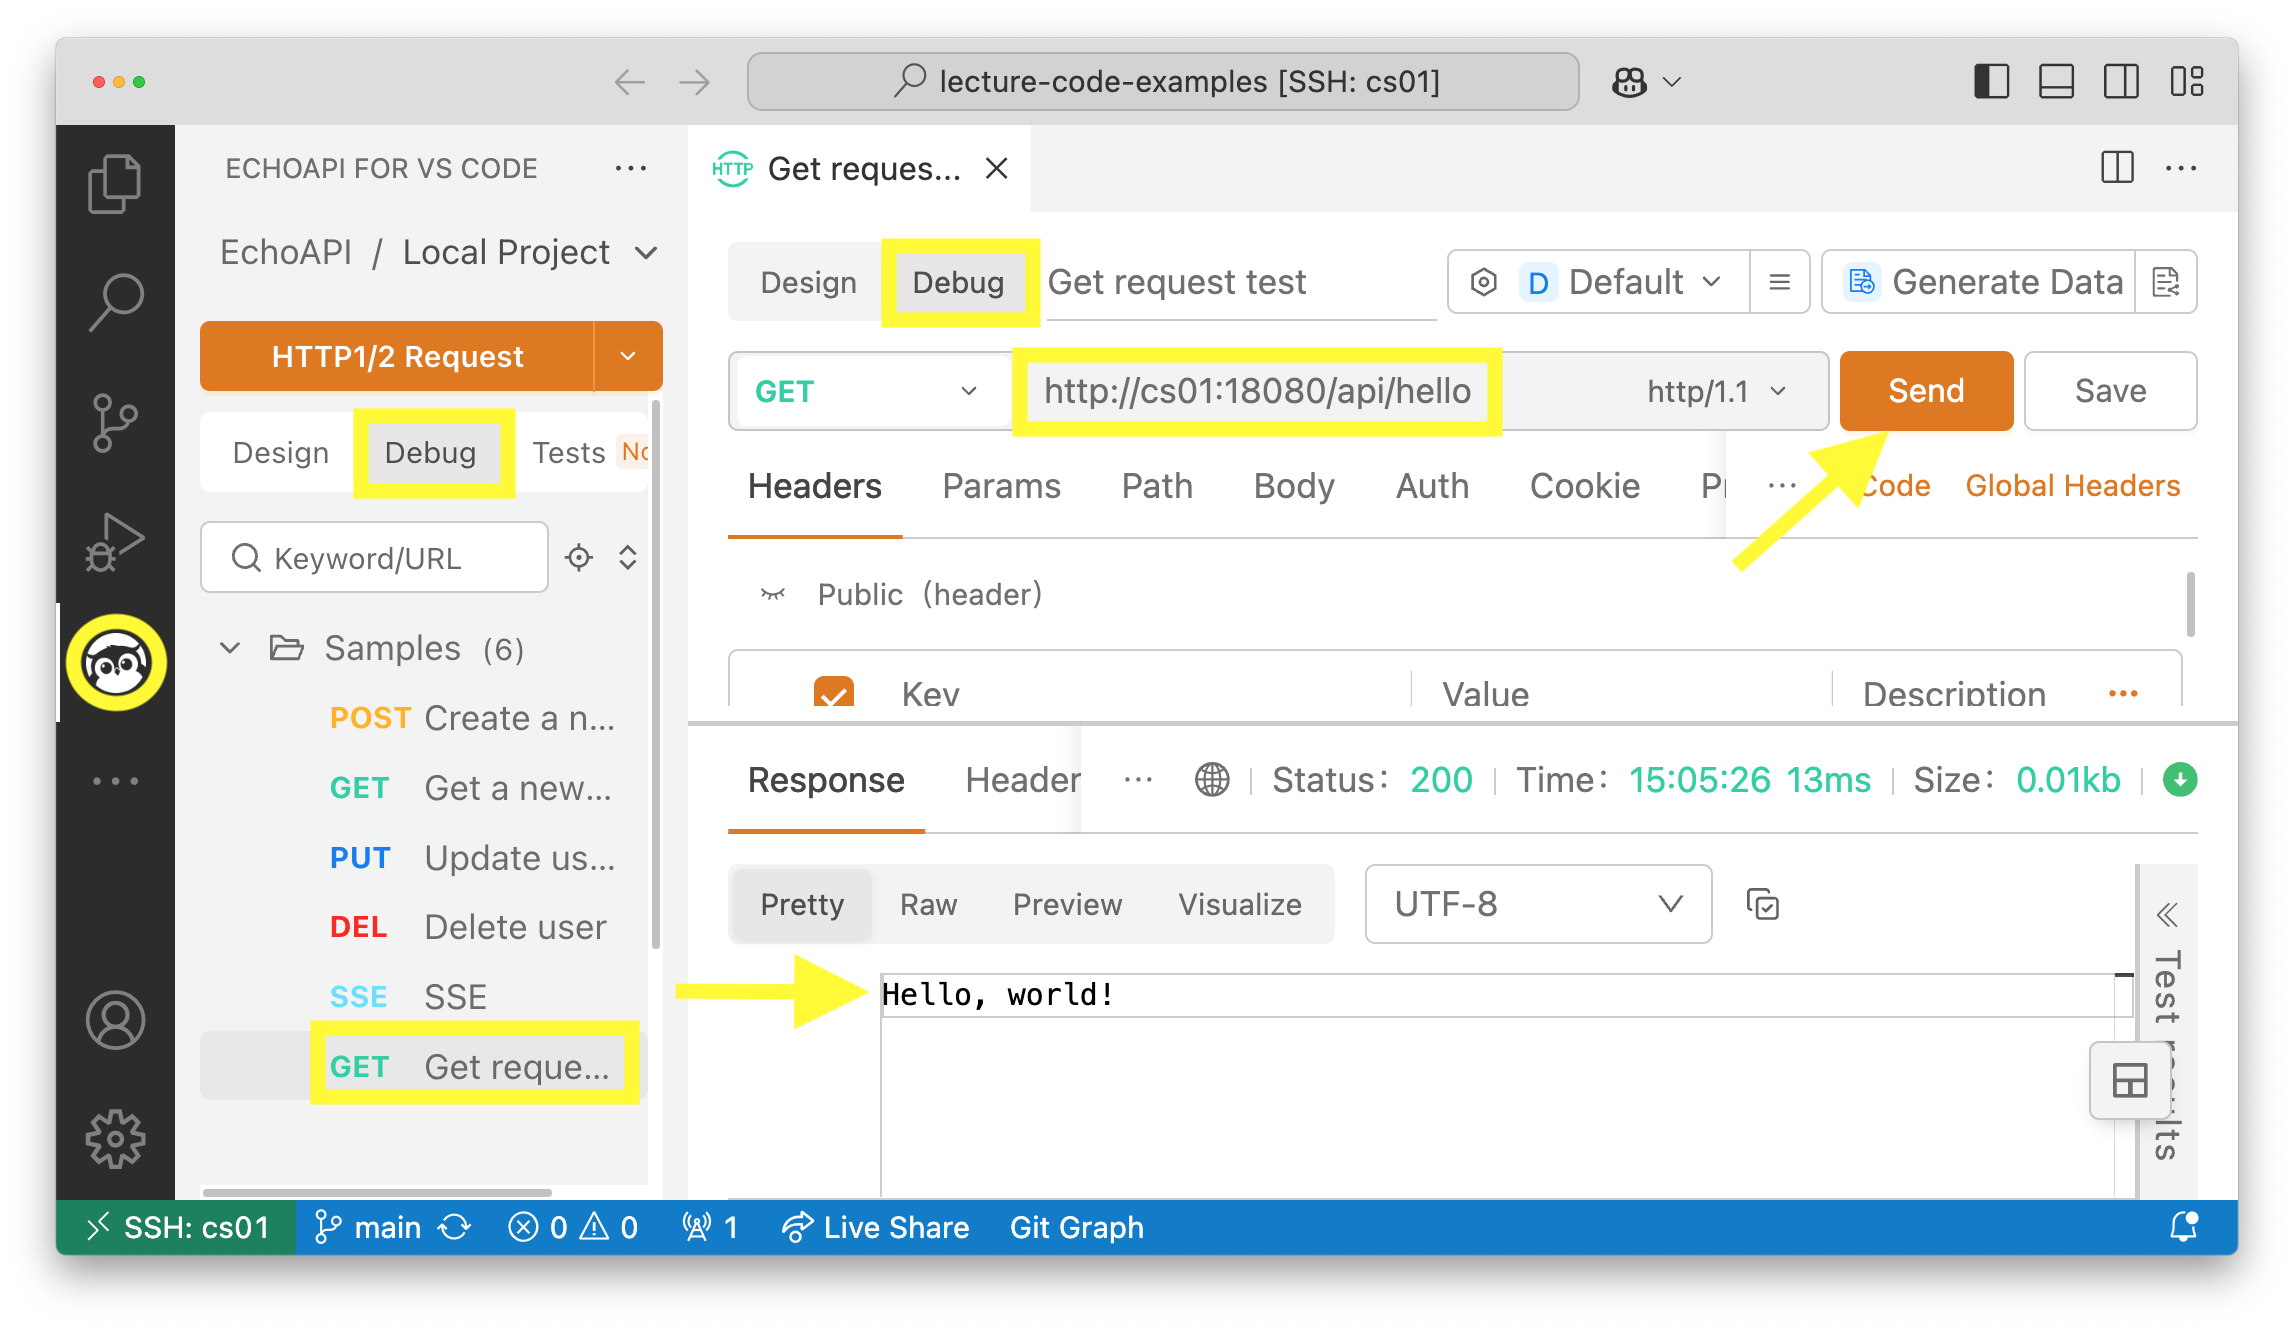 lecture-code-examples [SSH: cs01]
ECHOAPI FOR VS CODE
EchoAPI / Local Project
HTTP1/2 Request
Design Debug Tests
Keyword/URL
Samples (6)
POST Create a n...
GET Get a new...
PUT Update us...
DEL Delete user
SSE SSE
GET Get reque...
HTTP Get reques...
Design Debug Get request test D Default Generate Data
GET http://cs01:18080/api/hello http/1.1 Send Save
Headers Params Path Body Auth Cookie Code Global Headers
Public (header)
Key Value Description
Response Header Status: 200 Time: 15:05:26 13ms Size: 0.01kb
Pretty Raw Preview Visualize UTF-8
Hello, world!
Test results
SSH: cs01 main 0 0 1 Live Share Git Graph